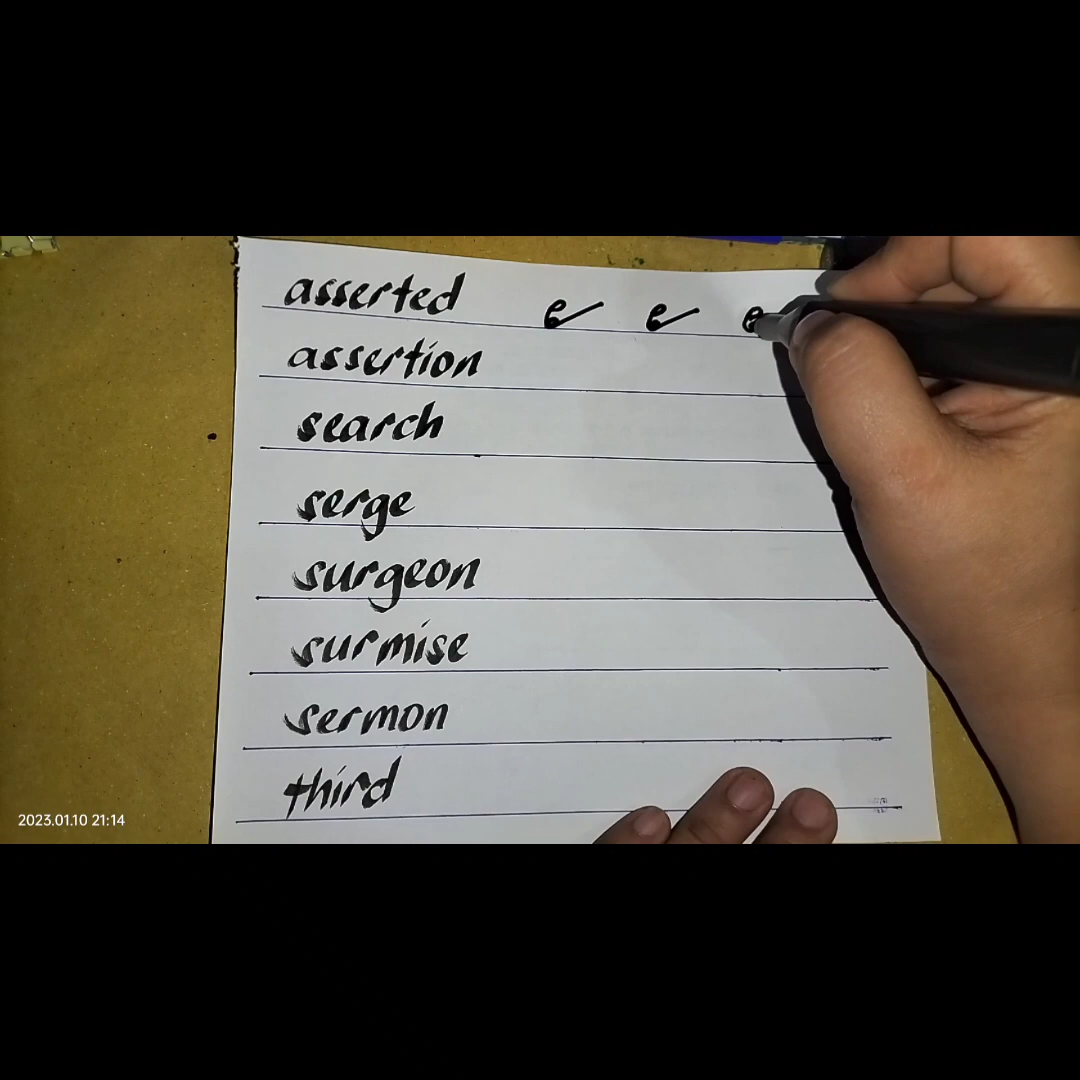 asserted
assertion
search
serge
surgeon
surmise
sermon
third
2023.01.10 21:14